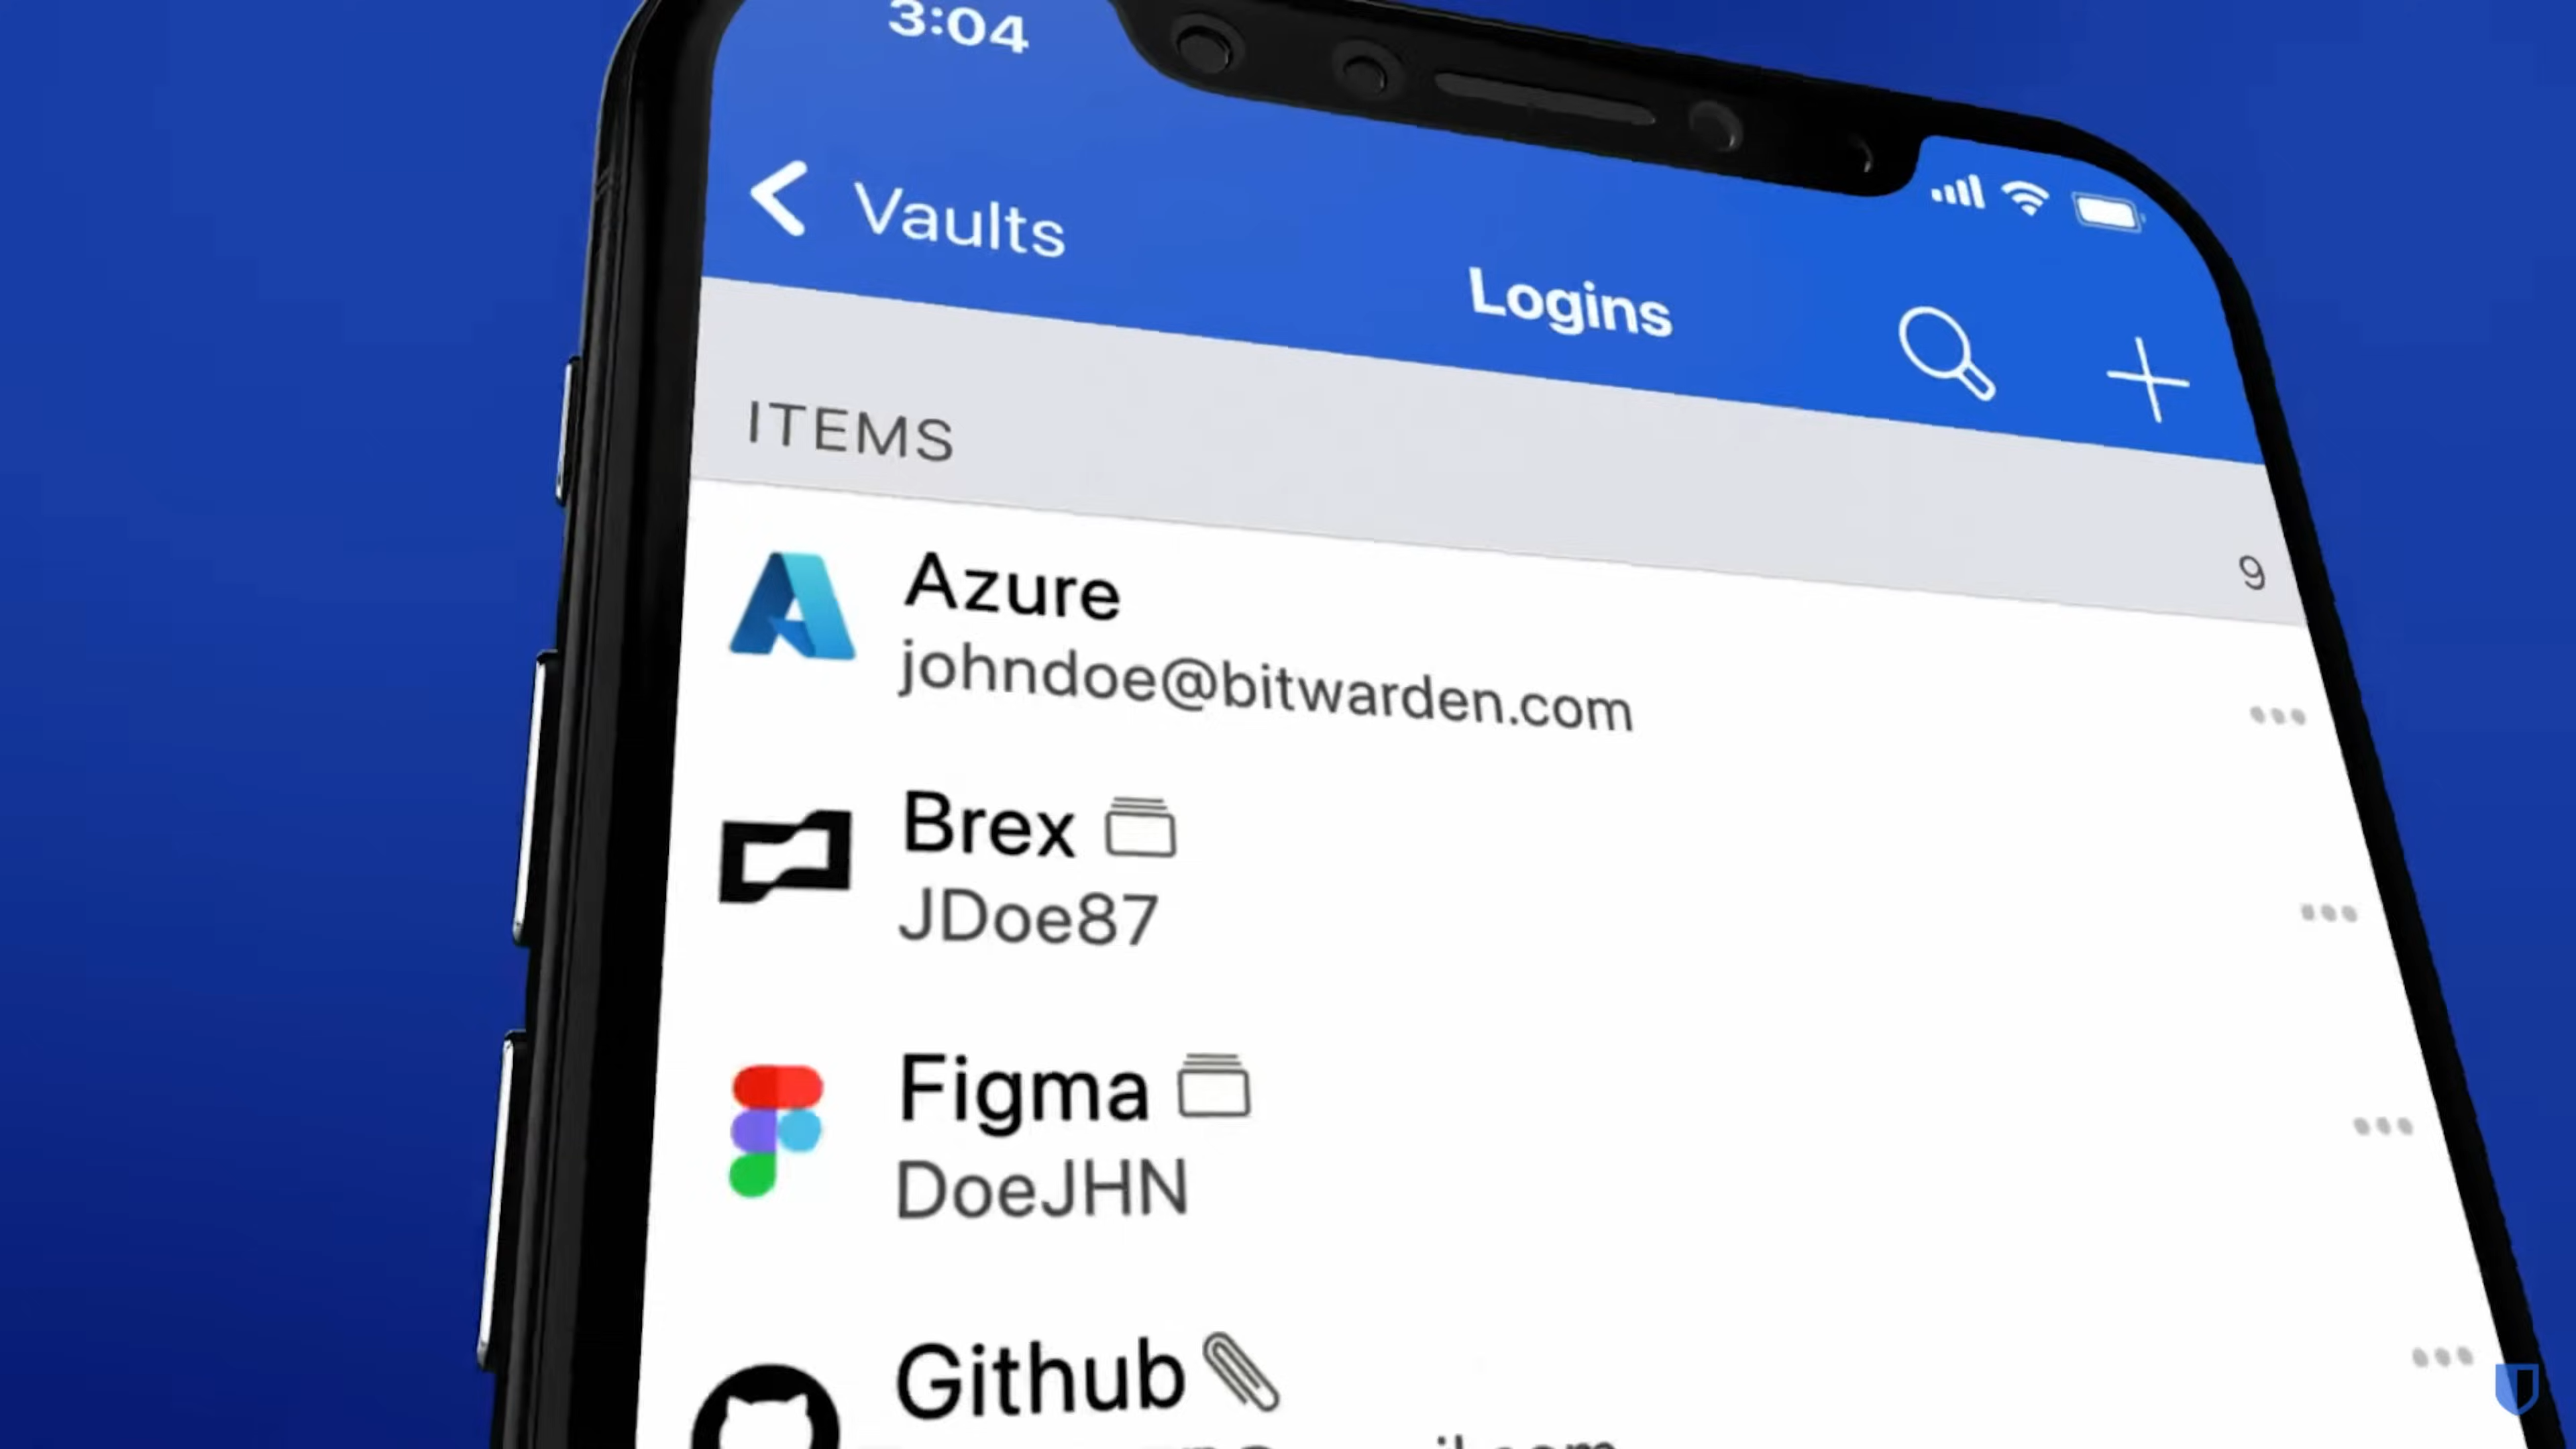 3:04
Vaults
Logins
ITEMS
9
Azure
johndoe@bitwarden.com
Brex
JDoe87
Figma
DoeJHN
Github